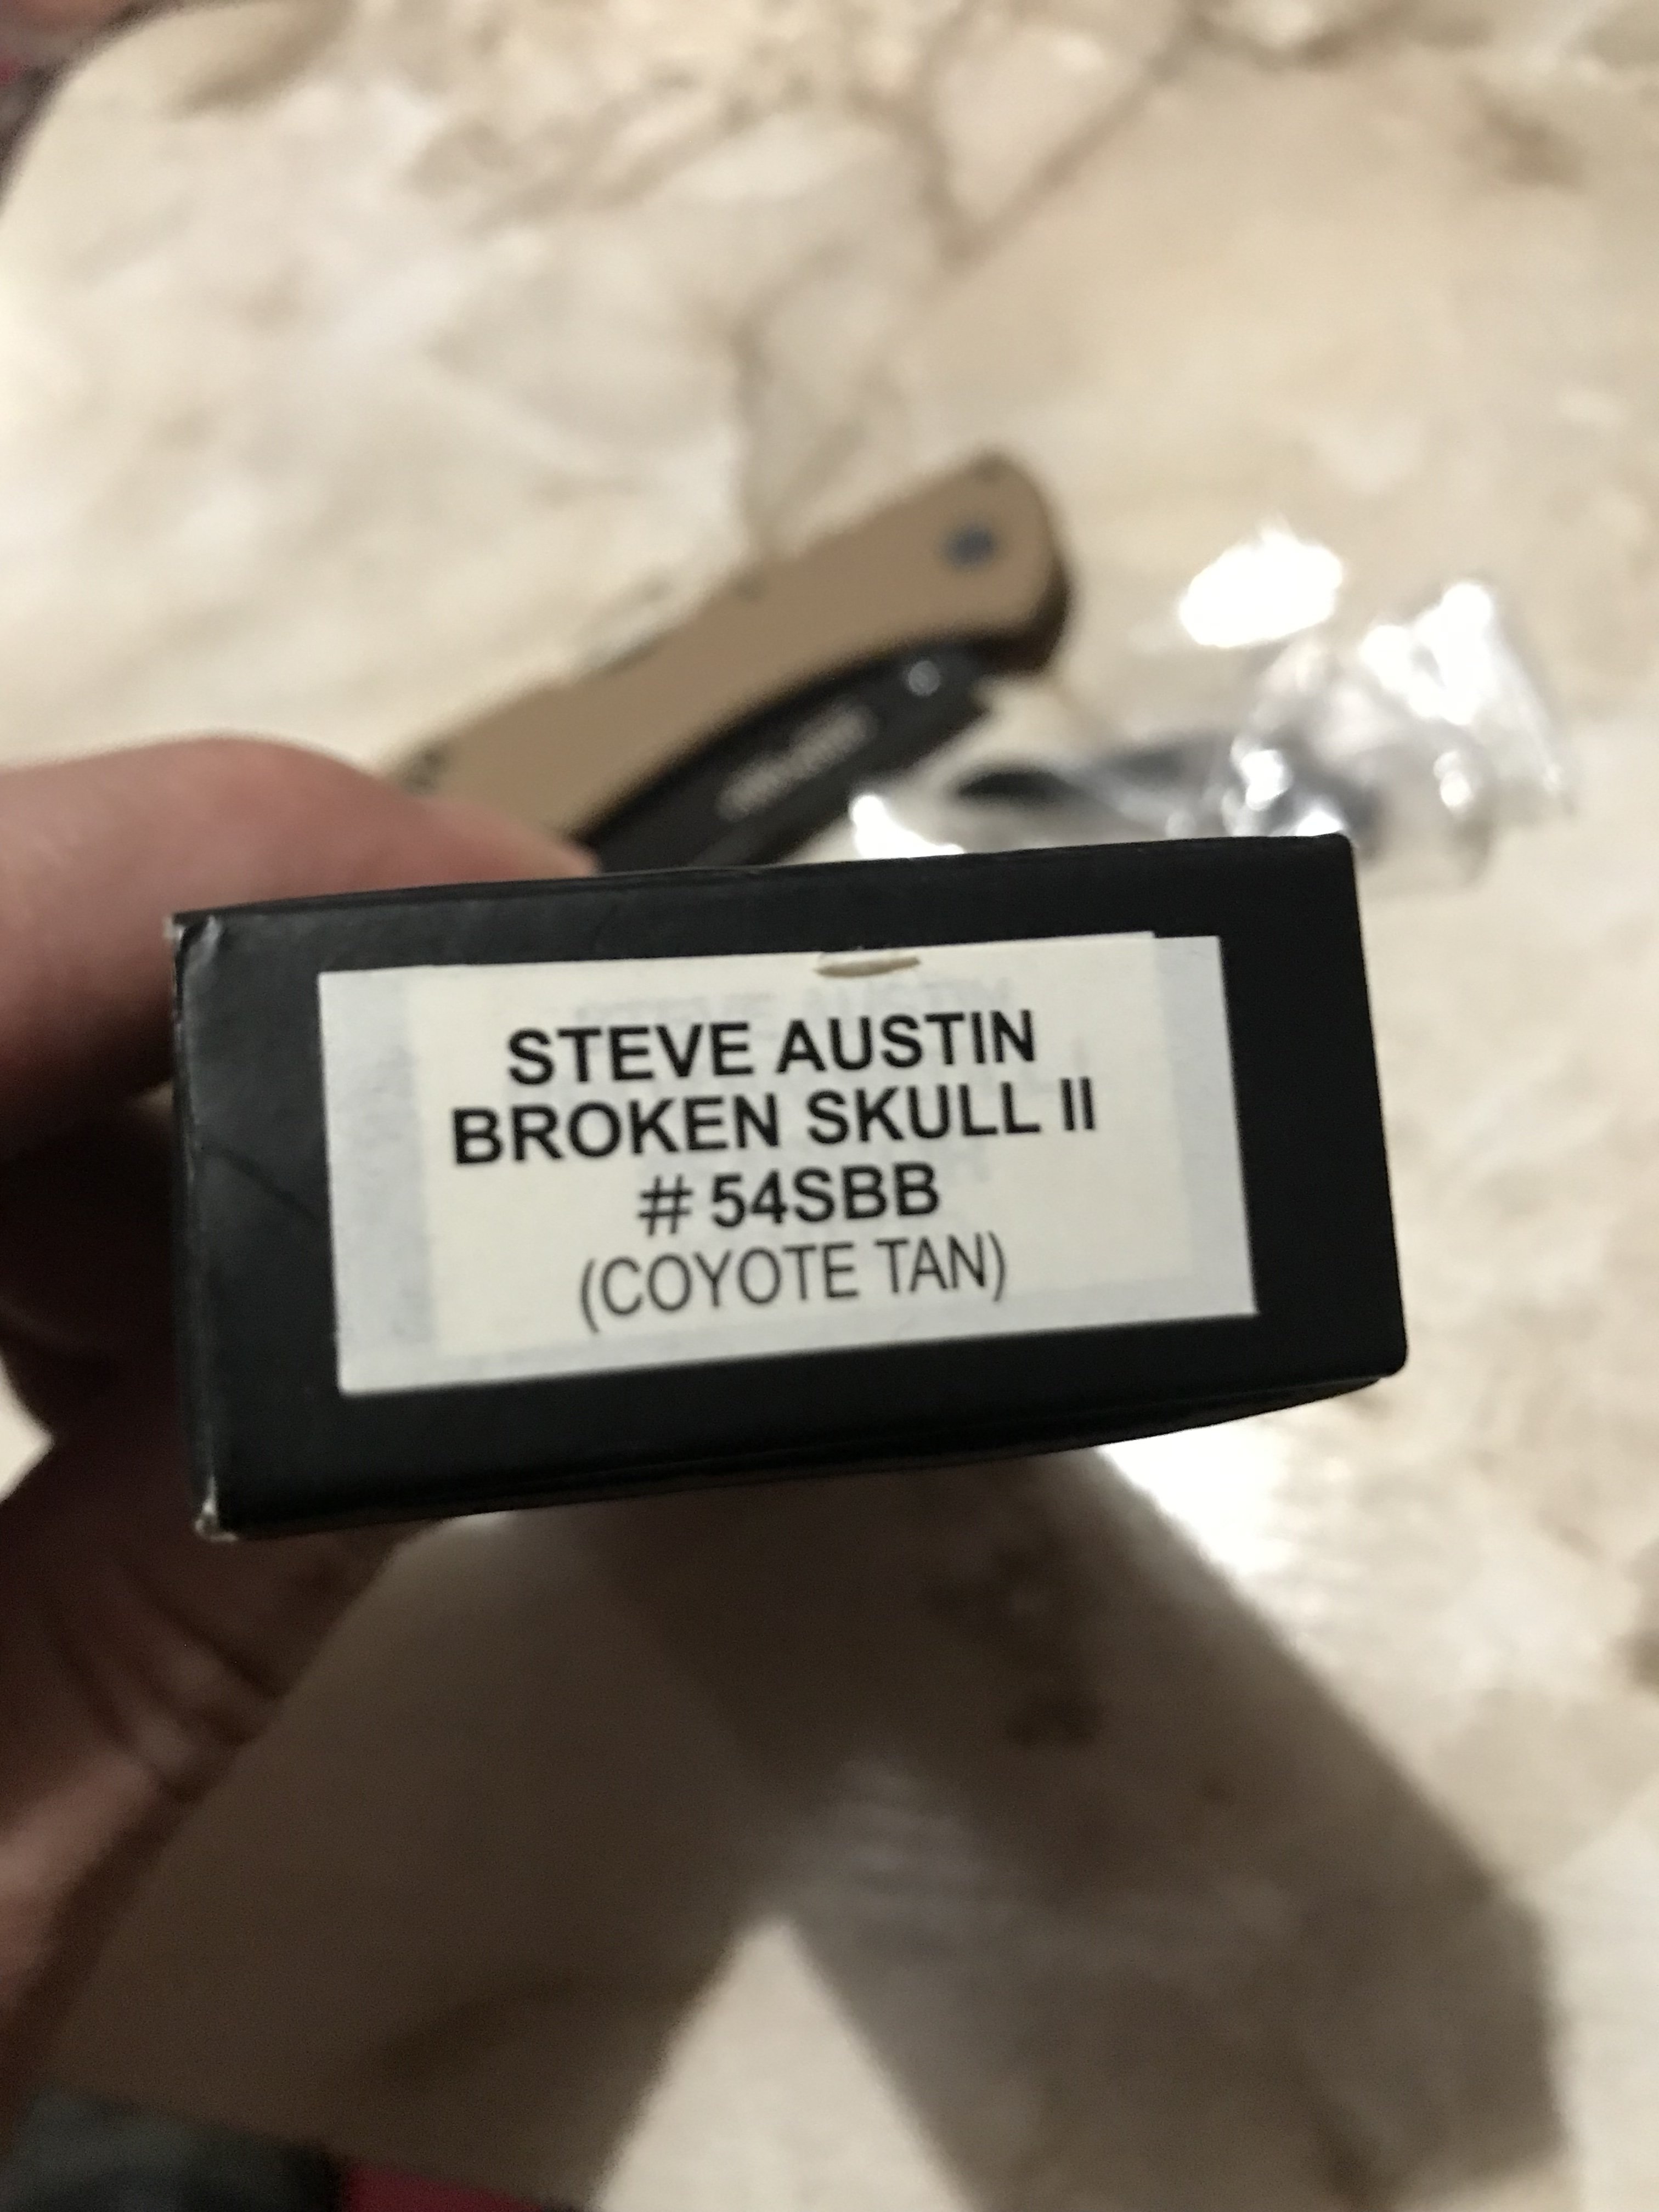 STEVE AUSTIN
BROKEN SKULL II
# 54SBB
(COYOTE TAN)